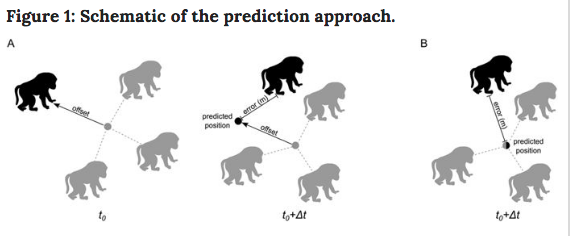 Figure 1: Schematic of the prediction approach.
A
B
offset
t₀
error (m)
predicted
position
offset
t₀+Δt
error (m)
predicted
position
t₀+Δt